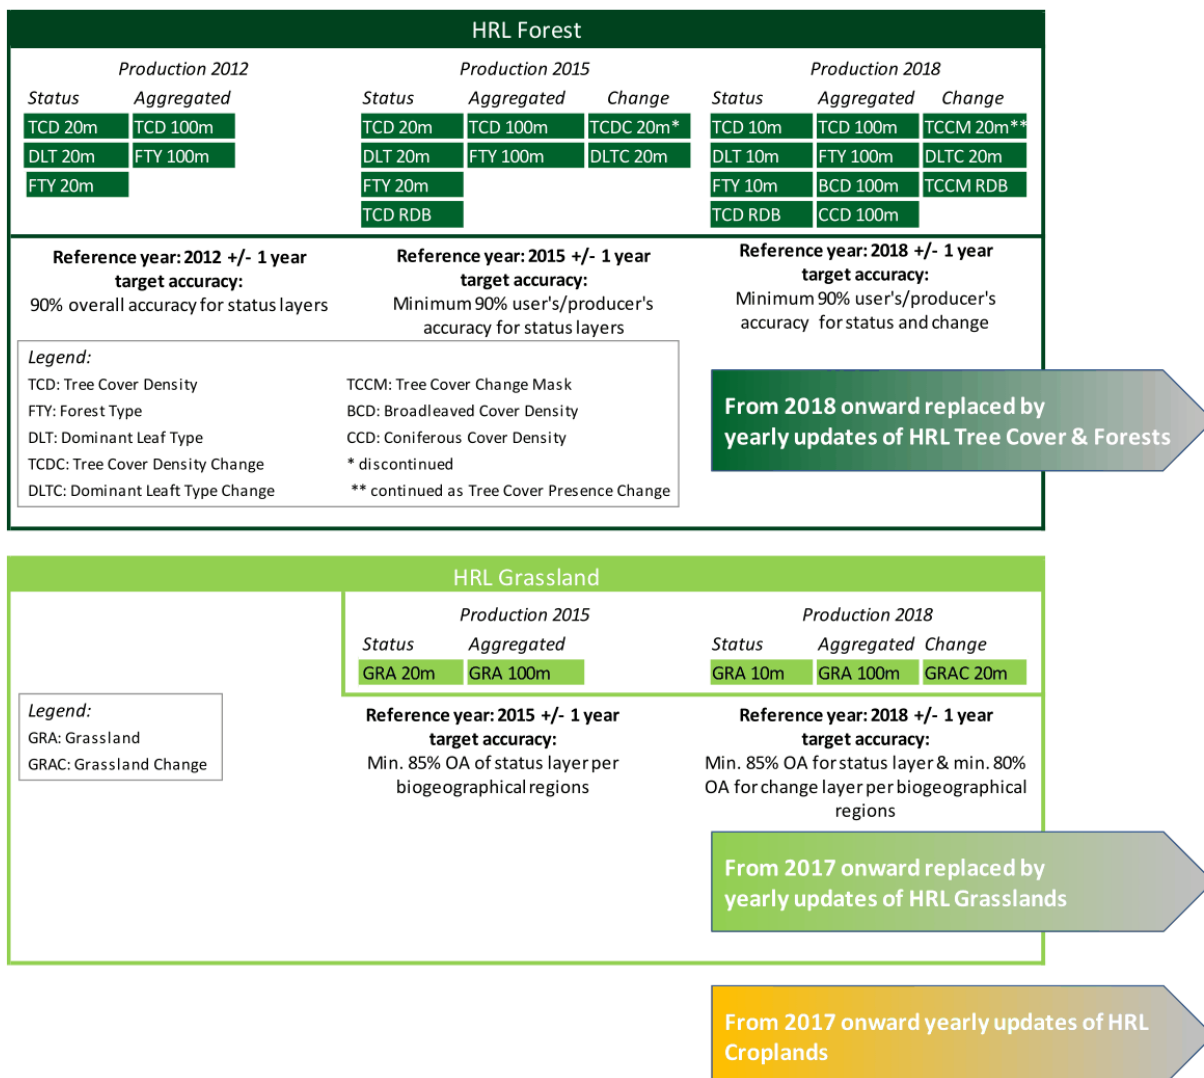 HRL Forest
Production 2012
Production 2015
Production 2018
Status Aggregated
Status Aggregated Change
Status Aggregated Change
TCD 20m TCD 100m
TCD 20m TCD 100m TCDC 20m*
TCD 10m TCD 100m TCCM 20m**
DLT 20m FTY 100m
DLT 20m FTY 100m DLTC 20m
DLT 10m FTY 100m DLTC 20m
FTY 20m
FTY 20m
FTY 10m BCD 100m TCCM RDB
TCD RDB
TCD RDB CCD 100m
Reference year: 2012 +/- 1 year
target accuracy:
90% overall accuracy for status layers
Reference year: 2015 +/- 1 year
target accuracy:
Minimum 90% user's/producer's
accuracy for status layers
Reference year: 2018 +/- 1 year
target accuracy:
Minimum 90% user's/producer's
accuracy for status and change
Legend:
TCD: Tree Cover Density
FTY: Forest Type
DLT: Dominant Leaf Type
TCDC: Tree Cover Density Change
DLTC: Dominant Leaft Type Change
TCCM: Tree Cover Change Mask
BCD: Broadleaved Cover Density
CCD: Coniferous Cover Density
* discontinued
** continued as Tree Cover Presence Change
From 2018 onward replaced by
yearly updates of HRL Tree Cover & Forests
HRL Grassland
Production 2015
Production 2018
Status Aggregated
Status Aggregated Change
GRA 20m GRA 100m
GRA 10m GRA 100m GRAC 20m
Legend:
GRA: Grassland
GRAC: Grassland Change
Reference year: 2015 +/- 1 year
target accuracy:
Min. 85% OA of status layer per
biogeographical regions
Reference year: 2018 +/- 1 year
target accuracy:
Min. 85% OA for status layer & min. 80%
OA for change layer per biogeographical
regions
From 2017 onward replaced by
yearly updates of HRL Grasslands
From 2017 onward yearly updates of HRL
Croplands